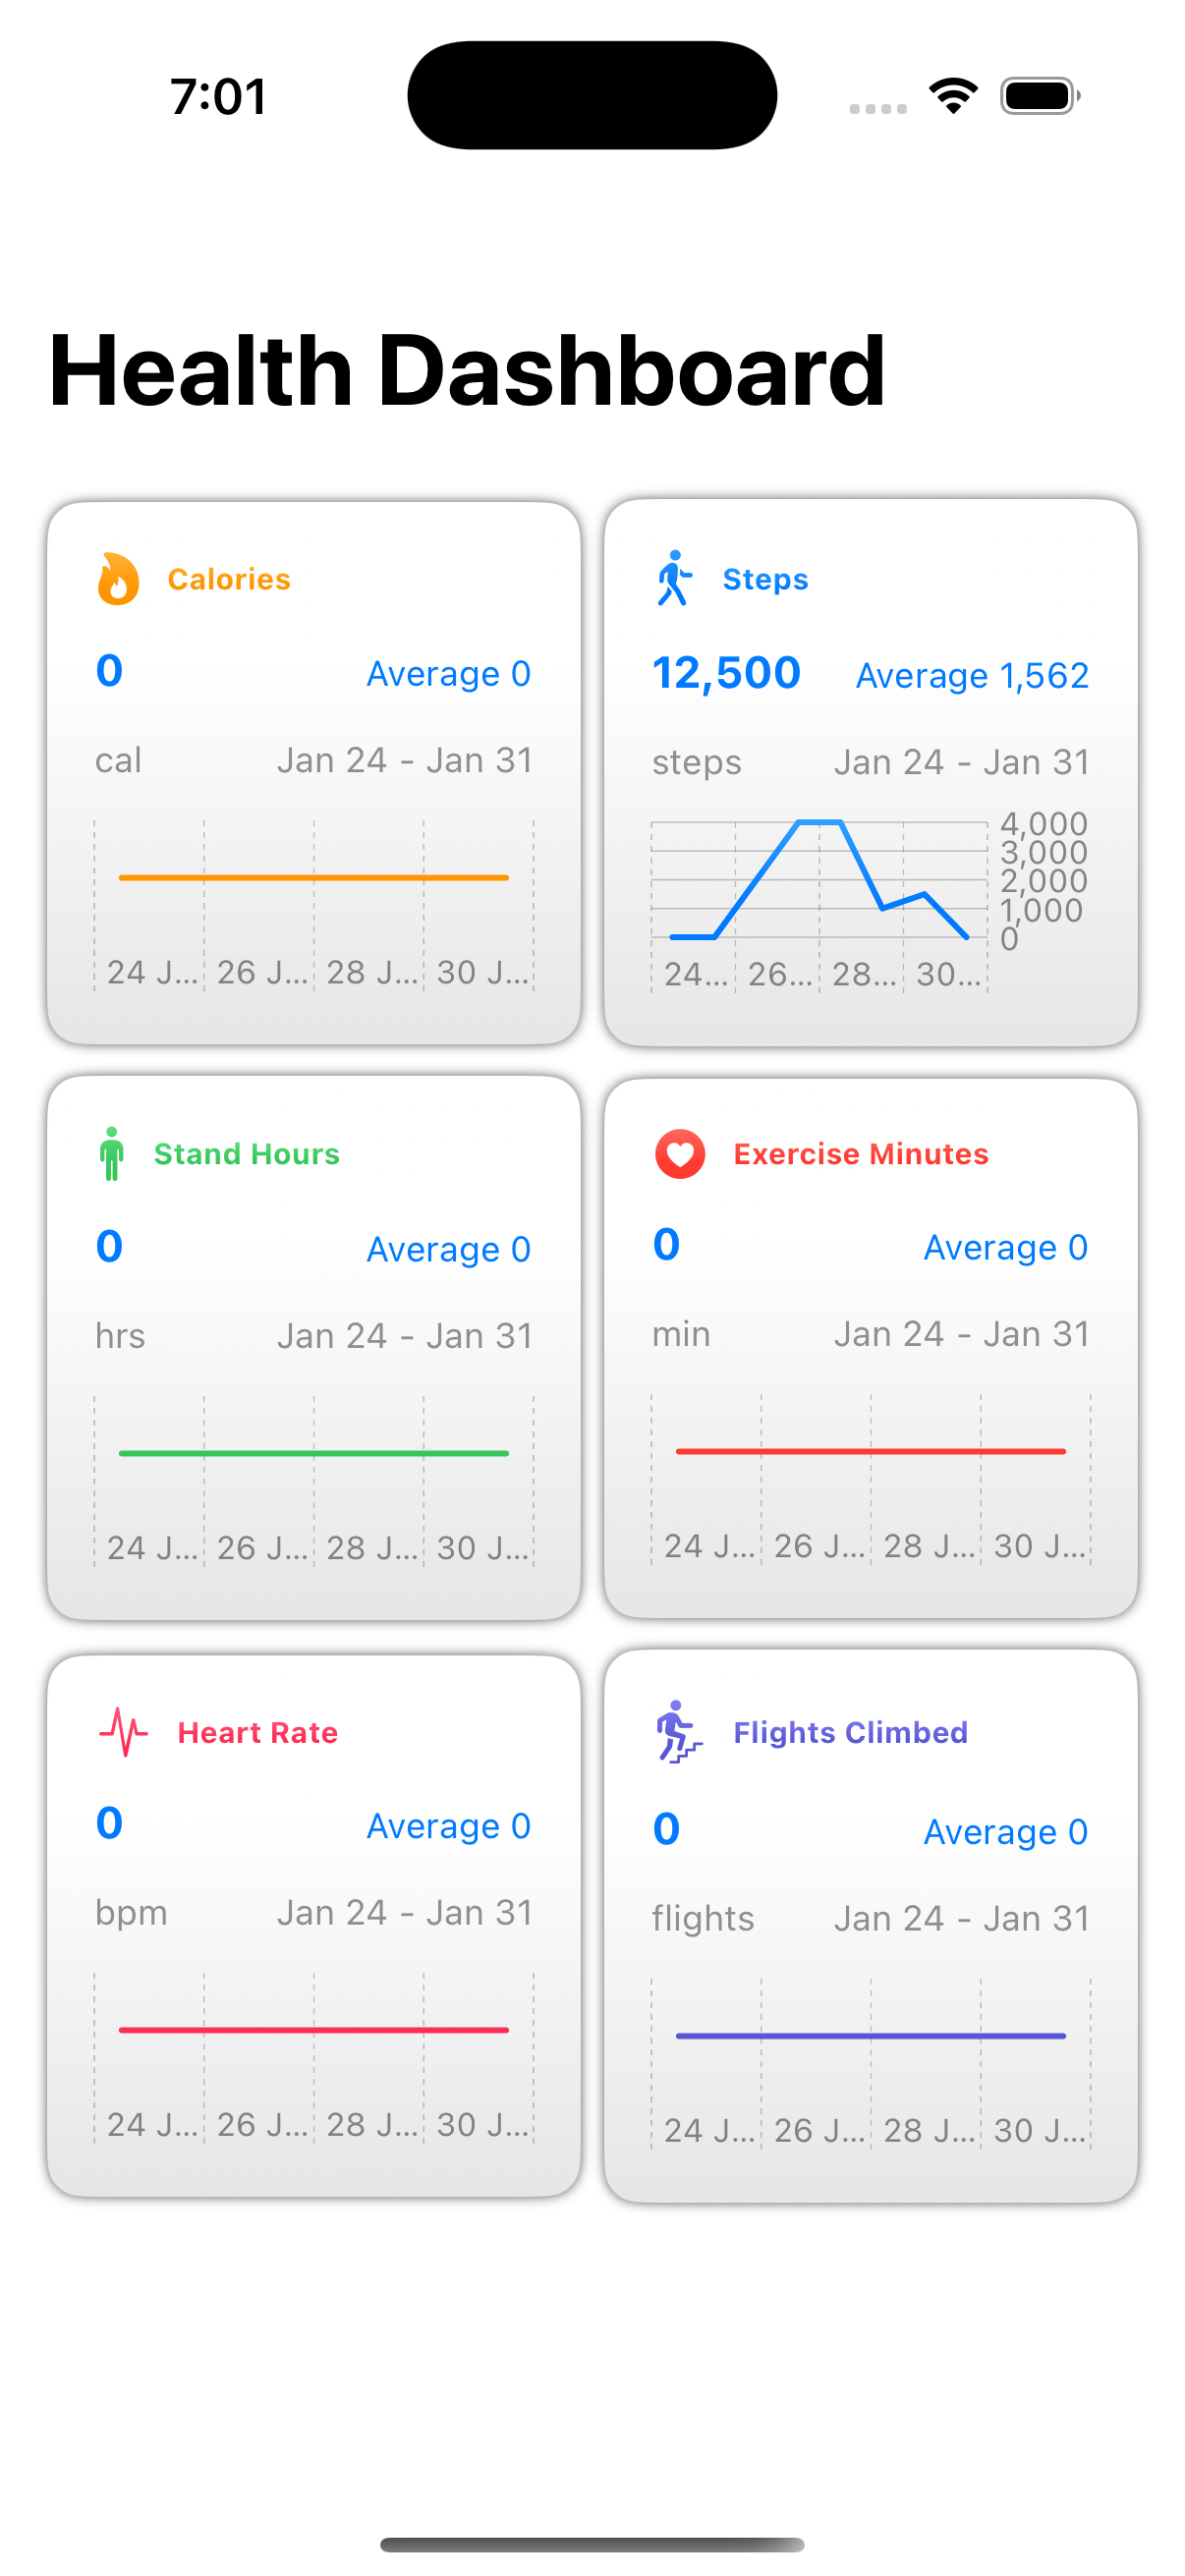 7:01
Health Dashboard
Calories
0 Average 0
cal Jan 24 - Jan 31
24 J... 26 J... 28 J... 30 J...
Steps
12,500 Average 1,562
steps Jan 24 - Jan 31
4,000
3,000
2,000
1,000
0
24... 26... 28... 30...
Stand Hours
0 Average 0
hrs Jan 24 - Jan 31
24 J... 26 J... 28 J... 30 J...
Exercise Minutes
0 Average 0
min Jan 24 - Jan 31
24 J... 26 J... 28 J... 30 J...
Heart Rate
0 Average 0
bpm Jan 24 - Jan 31
24 J... 26 J... 28 J... 30 J...
Flights Climbed
0 Average 0
flights Jan 24 - Jan 31
24 J... 26 J... 28 J... 30 J...